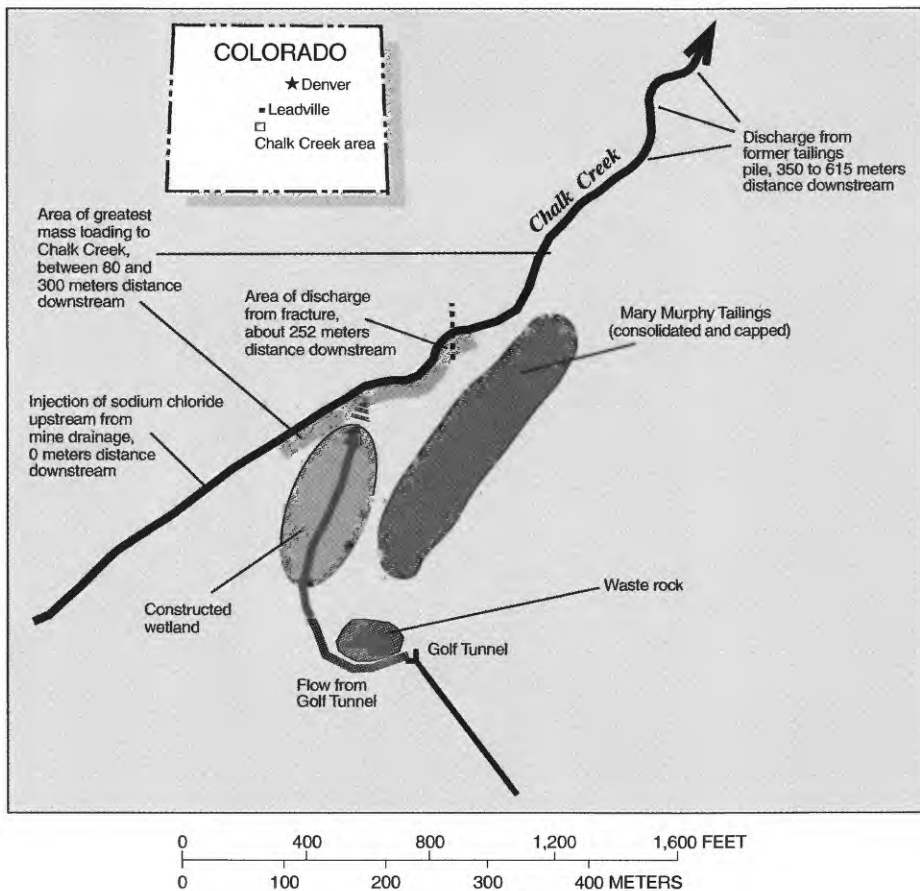 COLORADO
★ Denver
Leadville
Chalk Creek area
Discharge from
former tailings
pile, 350 to 615 meters
distance downstream
Chalk Creek
Area of greatest
mass loading to
Chalk Creek,
between 80 and
300 meters distance
downstream
Area of discharge
from fracture,
about 252 meters
distance downstream
Mary Murphy Tailings
(consolidated and capped)
Injection of sodium chloride
upstream from
mine drainage,
0 meters distance
downstream
Constructed
wetland
Waste rock
Golf Tunnel
Flow from
Golf Tunnel
0 400 800 1,200 1,600 FEET
0 100 200 300 400 METERS